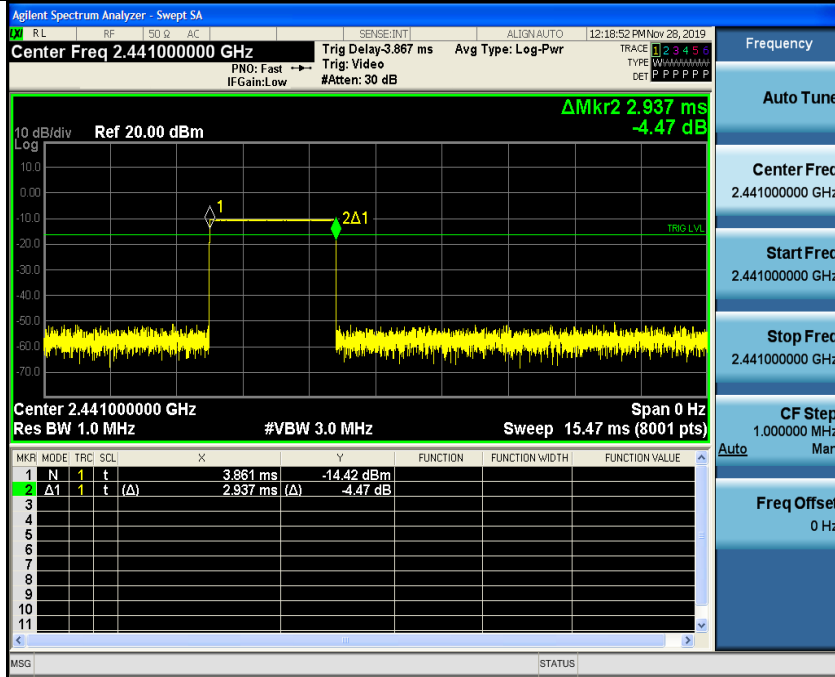 Agilent Spectrum Analyzer - Swept SA
LXI RL RF 50 Ω AC SENSE:INT ALIGN AUTO 12:18:52 PM Nov 28, 2019
Center Freq 2.441000000 GHz
Trig Delay-3.867 ms Avg Type: Log-Pwr TRACE 1 2 3 4 5 6
PNO: Fast Trig: Video TYPE W
IFGain:Low #Atten: 30 dB DET P P P P P P
ΔMkr2 2.937 ms
-4.47 dB
10 dB/div Ref 20.00 dBm
Log
10.0
0.00
-10.0
-20.0
-30.0
-40.0
-50.0
-60.0
-70.0
1
2Δ1
TRIG LVL
Center 2.441000000 GHz Span 0 Hz
Res BW 1.0 MHz #VBW 3.0 MHz Sweep 15.47 ms (8001 pts)
MKR MODE TRC SCL X Y FUNCTION FUNCTION WIDTH FUNCTION VALUE
1 N 1 t 3.861 ms -14.42 dBm
2 Δ1 1 t (Δ) 2.937 ms (Δ) -4.47 dB
3
4
5
6
7
8
9
10
11
MSG STATUS
Frequency
Auto Tune
Center Freq
2.441000000 GHz
Start Freq
2.441000000 GHz
Stop Freq
2.441000000 GHz
CF Step
1.000000 MHz
Auto Man
Freq Offset
0 Hz